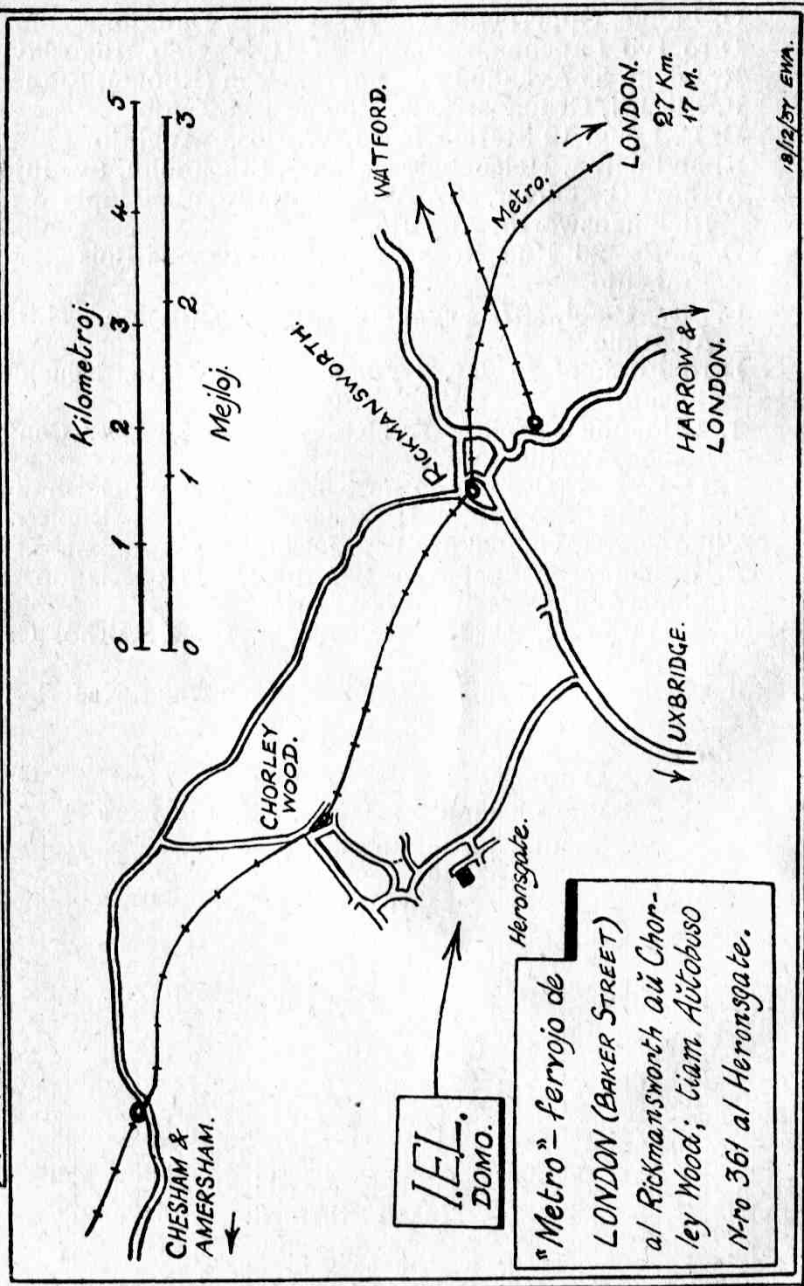 Kilometroj.
0 1 2 3 4 5
0 1 2 3
Mejloj.
CHESHAM &
AMERSHAM.
CHORLEY
WOOD.
RICKMANSWORTH.
WATFORD.
Metro.
LONDON.
27 Km.
17 M.
HARROW &
LONDON.
UXBRIDGE.
Heronsgate.
I.E.L.
DOMO.
"Metro"-fervojo de
LONDON (BAKER STREET)
al Rickmansworth aŭ Chor-
ley Wood; tiam Aŭtobuso
N-ro 361 al Heronsgate.
18/12/37